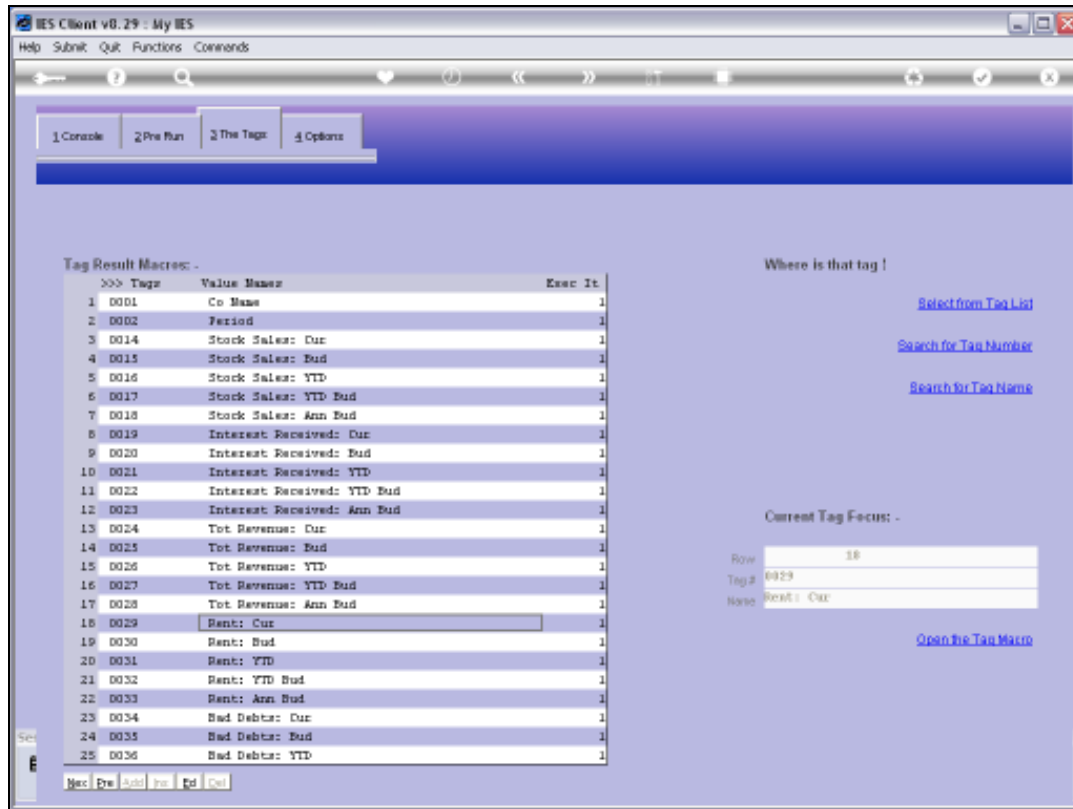 IES Client v8.29 : My IES
Help Submit Quit Functions Commands
1 Console 2 Pre Run 3 The Tags 4 Options
Tag Result Macros: -
>>> Tags Value Names Exec It
1 0001 Co Name 1
2 0002 Period 1
3 0014 Stock Sales: Cur 1
4 0015 Stock Sales: Bud 1
5 0016 Stock Sales: YTD 1
6 0017 Stock Sales: YTD Bud 1
7 0018 Stock Sales: Ann Bud 1
8 0019 Interest Received: Cur 1
9 0020 Interest Received: Bud 1
10 0021 Interest Received: YTD 1
11 0022 Interest Received: YTD Bud 1
12 0023 Interest Received: Ann Bud 1
13 0024 Tot Revenue: Cur 1
14 0025 Tot Revenue: Bud 1
15 0026 Tot Revenue: YTD 1
16 0027 Tot Revenue: YTD Bud 1
17 0028 Tot Revenue: Ann Bud 1
18 0029 Rent: Cur 1
19 0030 Rent: Bud 1
20 0031 Rent: YTD 1
21 0032 Rent: YTD Bud 1
22 0033 Rent: Ann Bud 1
23 0034 Bad Debts: Cur 1
24 0035 Bad Debts: Bud 1
25 0036 Bad Debts: YTD 1
Nex Pre Add Ins Ed Del
Where is that tag !
Select from Tag List
Search for Tag Number
Search for Tag Name
Current Tag Focus: -
Row 18
Tag # 0029
Name Rent: Cur
Open the Tag Macro